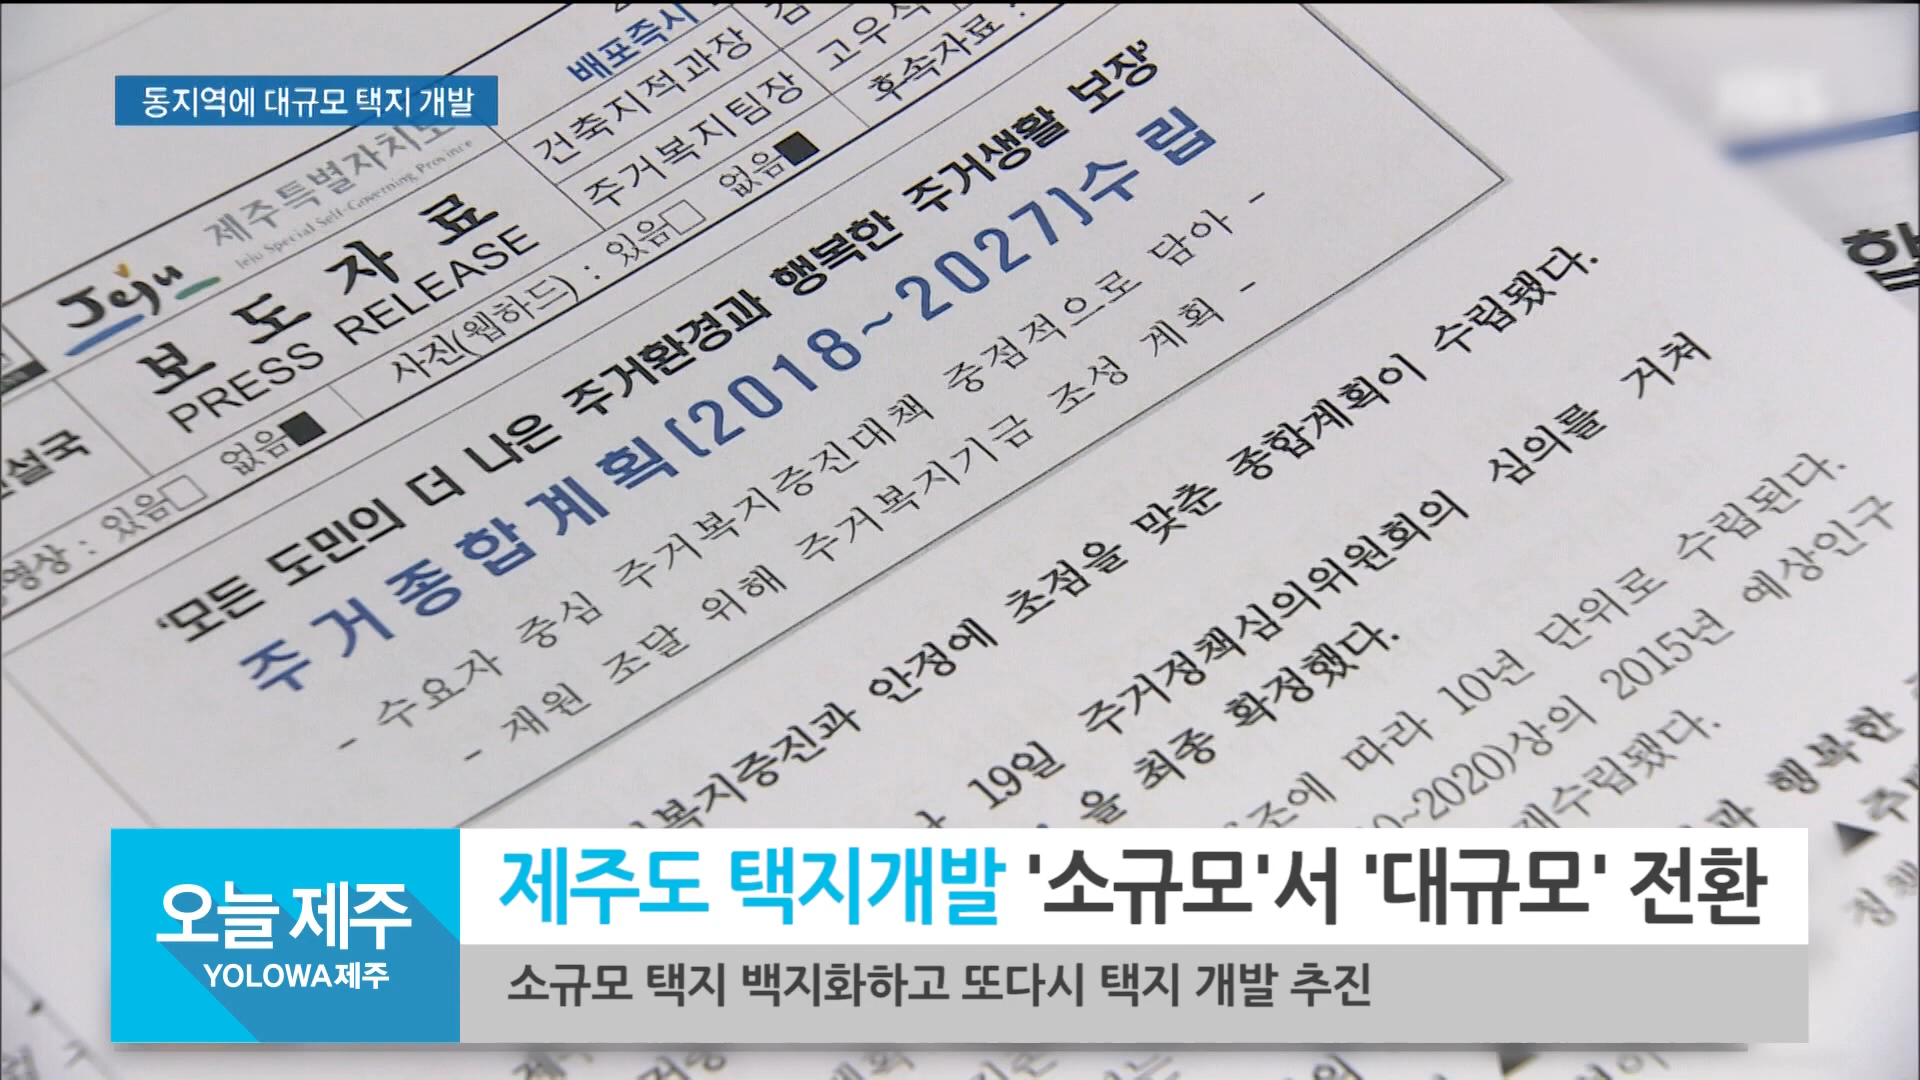 동지역에 대규모 택지 개발
배포즉시
건축지적과장
주거복지팀장
고우석
후속자료 :
제주특별자치도
Jeju Special Self-Governing Province
Jeju
보 도 자 료
PRESS RELEASE
사진(웹하드) : 있음□ 없음■
설국
영상 : 있음□ 없음■
'모든 도민의 더 나은 주거환경과 행복한 주거생활 보장'
주거종합계획(2018~2027)수립
- 수요자 중심 주거복지증진대책 중점적으로 담아 -
- 재원 조달 위해 주거복지기금 조성 계획 -
복지증진과 안정에 초점을 맞춘 종합계획이 수립됐다.
19일 주거정책심의위원회의 심의를 거쳐
을 최종 확정했다.
조에 따라 10년 단위로 수립된다.
~2020)상의 2015년 예상인구
재수립됐다.
과 행복한
▲주
합
오늘 제주
YOLOWA제주
제주도 택지개발 '소규모'서 '대규모' 전환
소규모 택지 백지화하고 또다시 택지 개발 추진